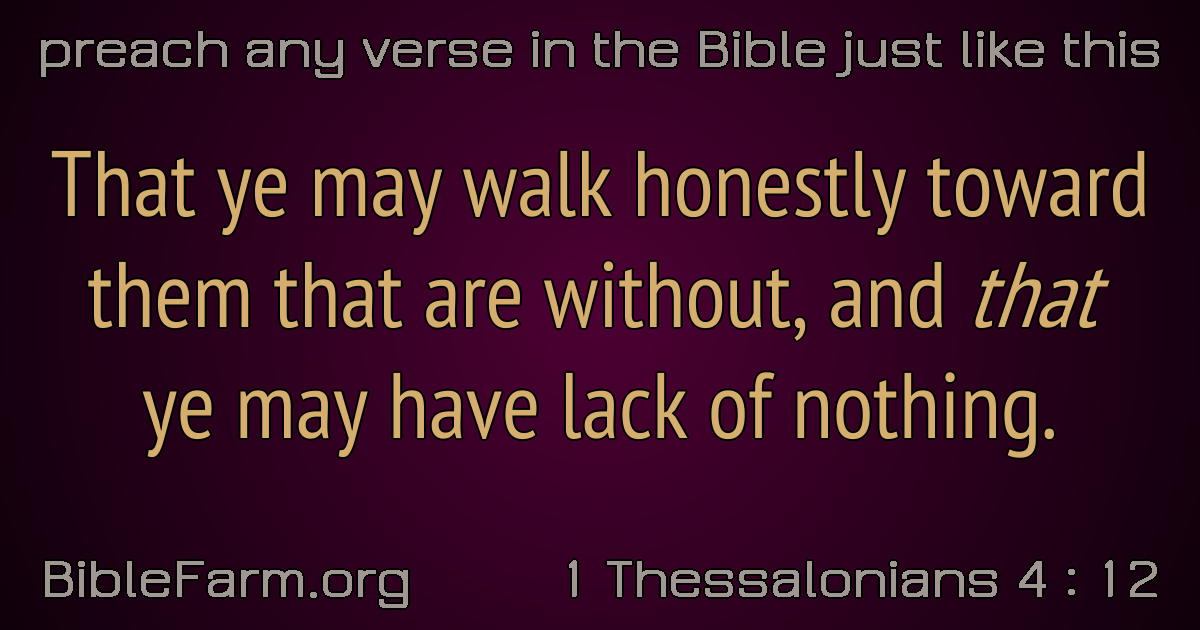 preach any verse in the Bible just like this
That ye may walk honestly toward
them that are without, and that
ye may have lack of nothing.
BibleFarm.org
1 Thessalonians 4 : 12